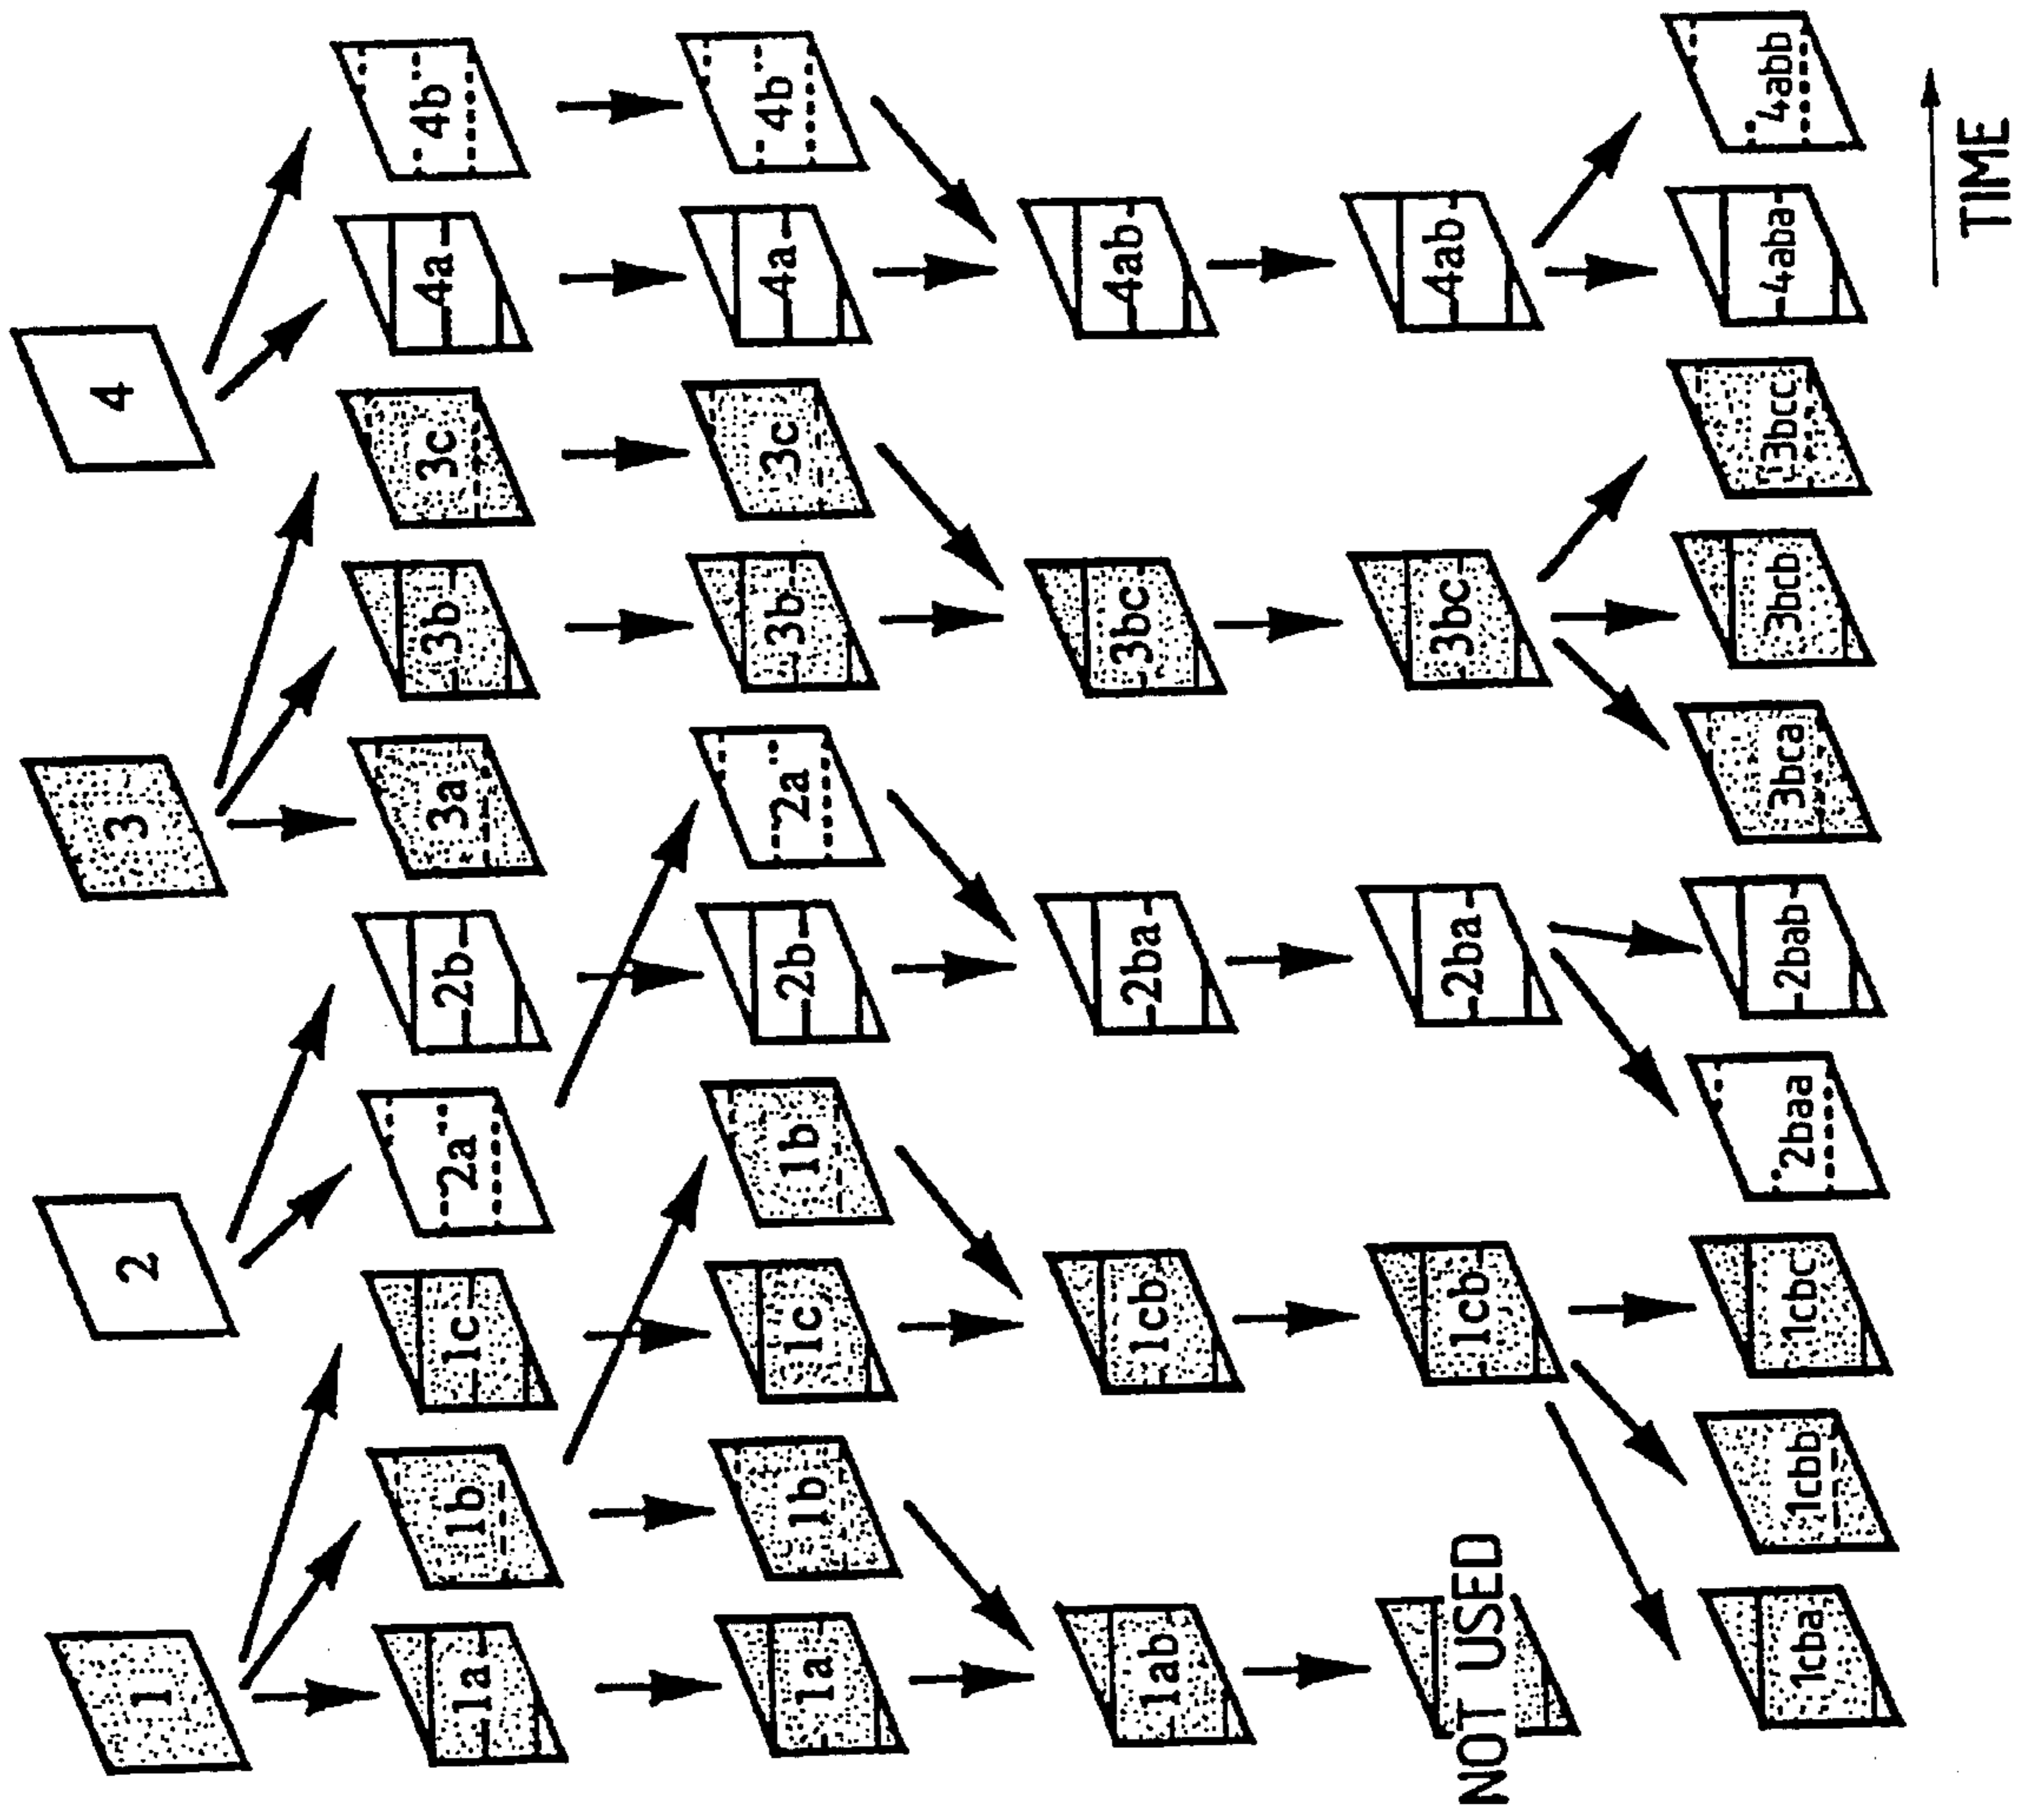 1 2 3 4
1a 1b 1c 2a 2b 3a 3b 3c 4a 4b
1a 1b 1c 1b 2b 2a 3b 3c 4a 4b
1ab 1cb 2ba 3bc 4ab
NOT USED 1cb 2ba 3bc 4ab
1cba 1cbb 1cbc 2baa 2bab 3bca 3bcb 3bcc 4aba 4abb
TIME